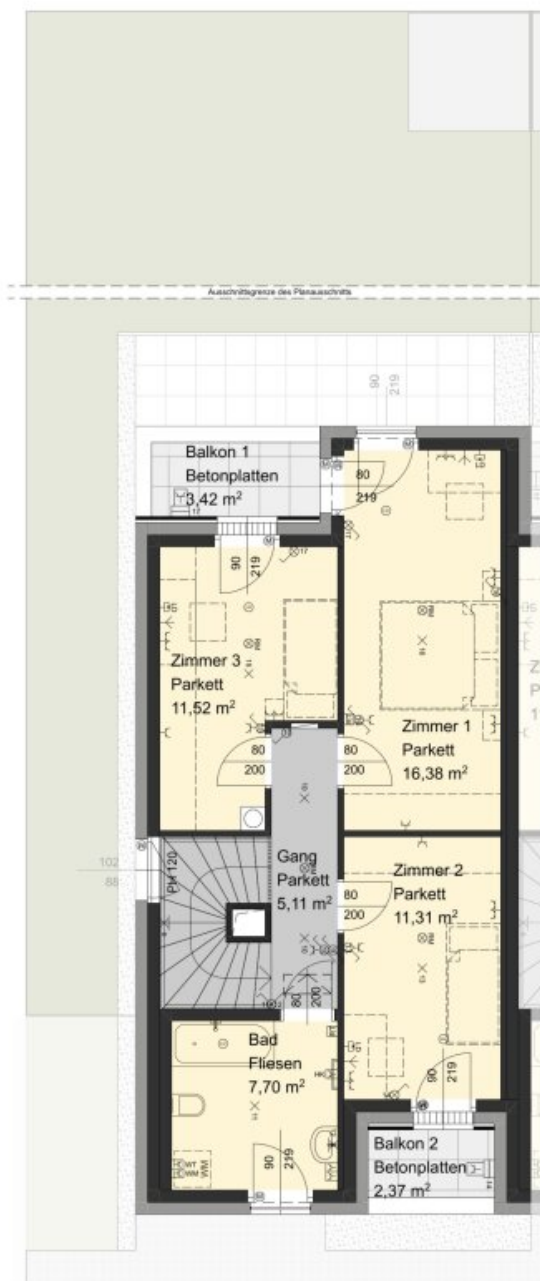 Ausschnittsgrenze des Planausschnitts
90
219
Balkon 1
Betonplatten
3,42 m²
80
219
90
219
Zimmer 3
Parkett
11,52 m²
Zimmer 1
Parkett
16,38 m²
80
200
80
200
102
88
PH 120
Gang
Parkett
5,11 m²
Zimmer 2
Parkett
11,31 m²
80
200
80
200
Bad
Fliesen
7,70 m²
90
219
90
219
WT
WM
WM
Balkon 2
Betonplatten
2,37 m²
Z
P
1